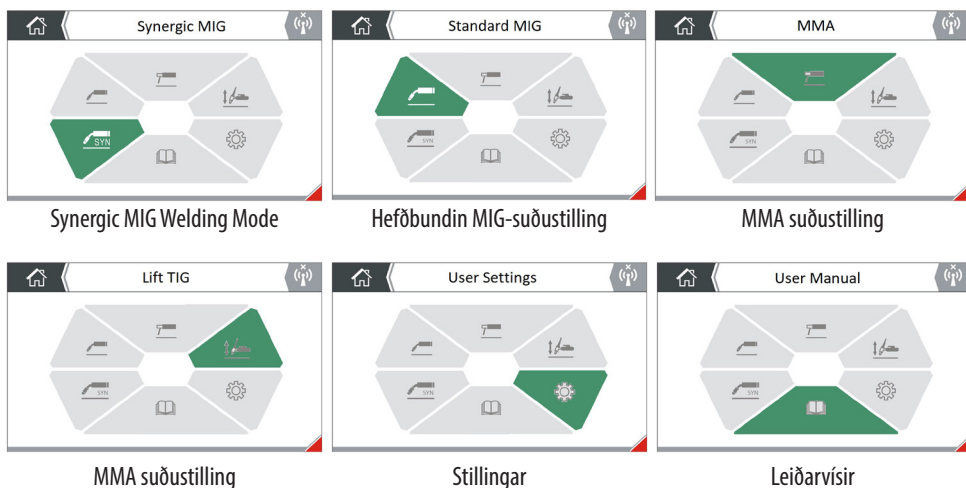 Synergic MIG
SYN
Synergic MIG Welding Mode
Standard MIG
SYN
Hefðbundin MIG-suðustilling
MMA
SYN
MMA suðustilling
Lift TIG
SYN
MMA suðustilling
User Settings
SYN
Stillingar
User Manual
SYN
Leiðarvísir